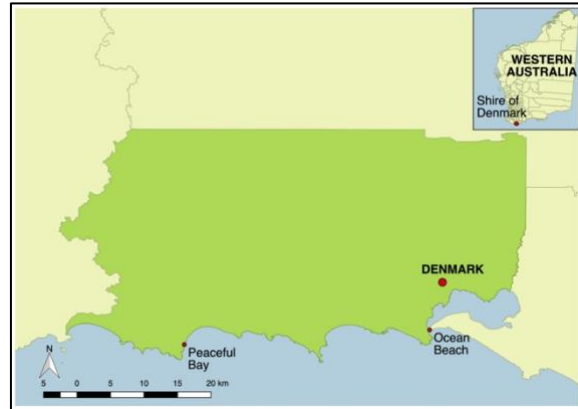 WESTERN
AUSTRALIA
Shire of
Denmark
DENMARK
Ocean
Beach
Peaceful
Bay
N
5 0 5 10 15 20 km